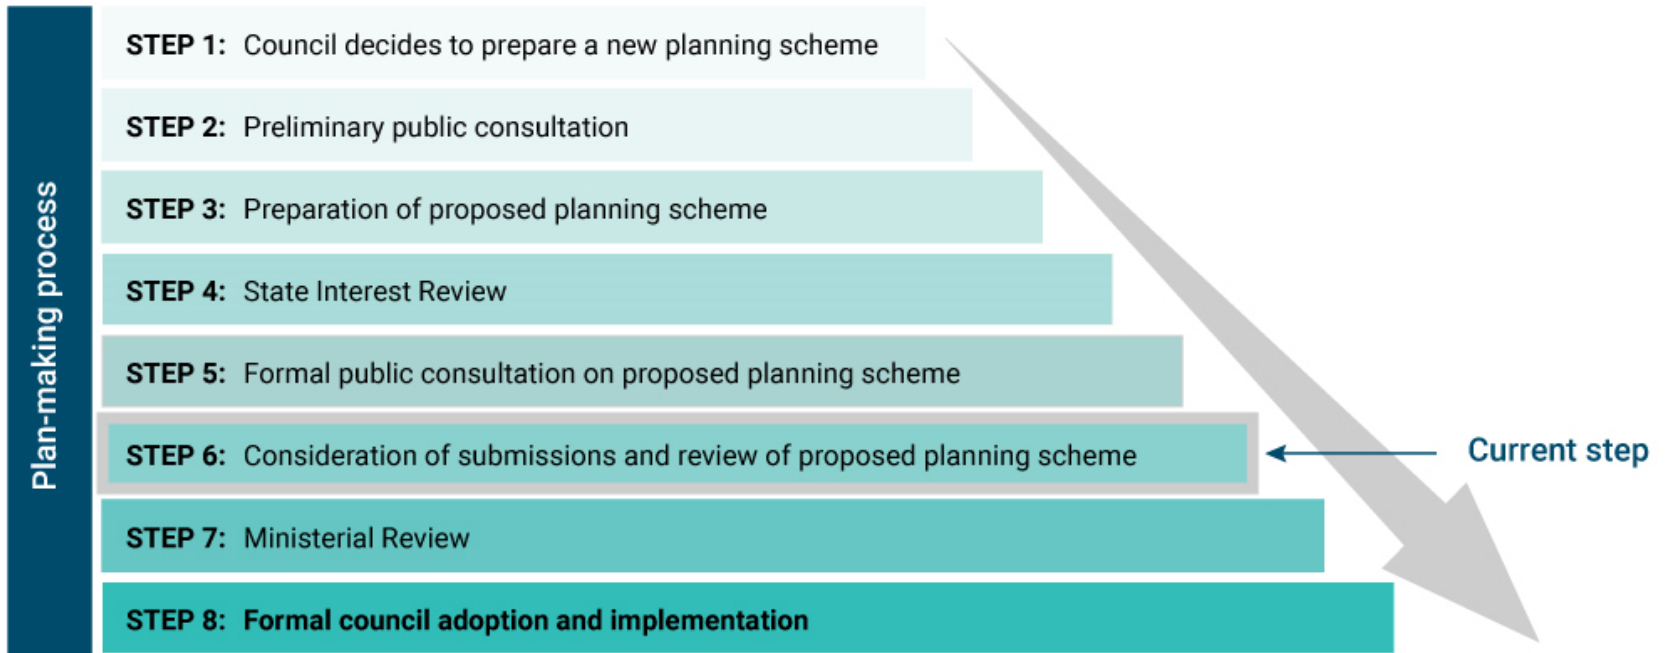 Plan-making process
STEP 1: Council decides to prepare a new planning scheme
STEP 2: Preliminary public consultation
STEP 3: Preparation of proposed planning scheme
STEP 4: State Interest Review
STEP 5: Formal public consultation on proposed planning scheme
STEP 6: Consideration of submissions and review of proposed planning scheme
Current step
STEP 7: Ministerial Review
STEP 8: Formal council adoption and implementation